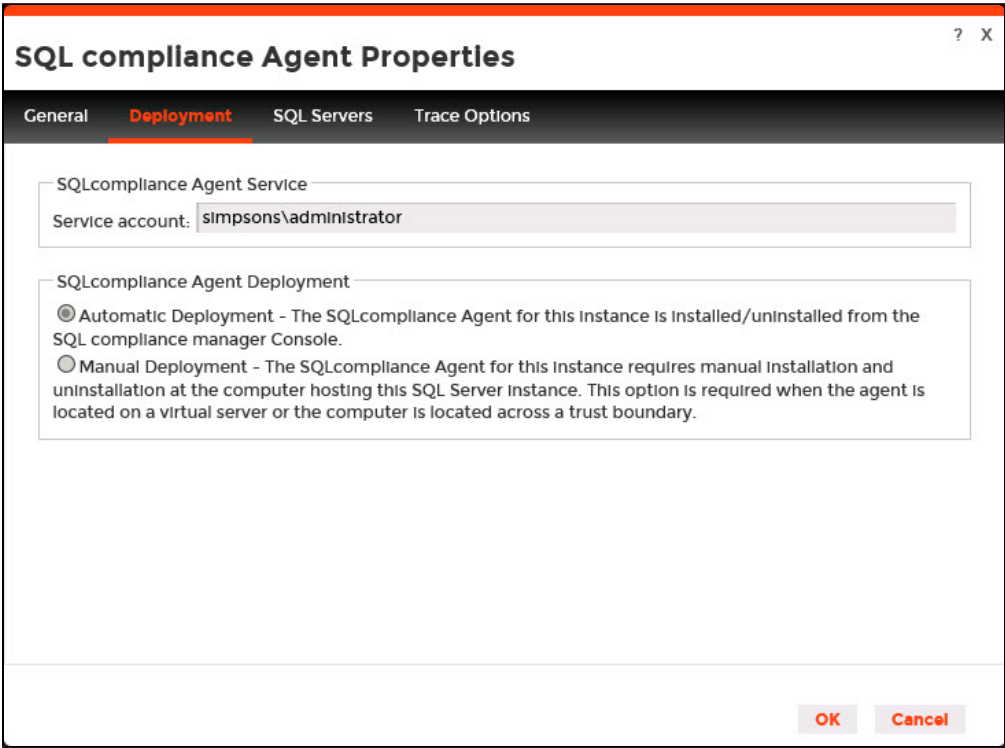 ? X
SQL compliance Agent Properties
General Deployment SQL Servers Trace Options
SQLcompliance Agent Service
Service account: simpsons\administrator
SQLcompliance Agent Deployment
Automatic Deployment - The SQLcompliance Agent for this instance is installed/uninstalled from the
SQL compliance manager Console.
Manual Deployment - The SQLcompliance Agent for this instance requires manual installation and
uninstallation at the computer hosting this SQL Server instance. This option is required when the agent is
located on a virtual server or the computer is located across a trust boundary.
OK Cancel